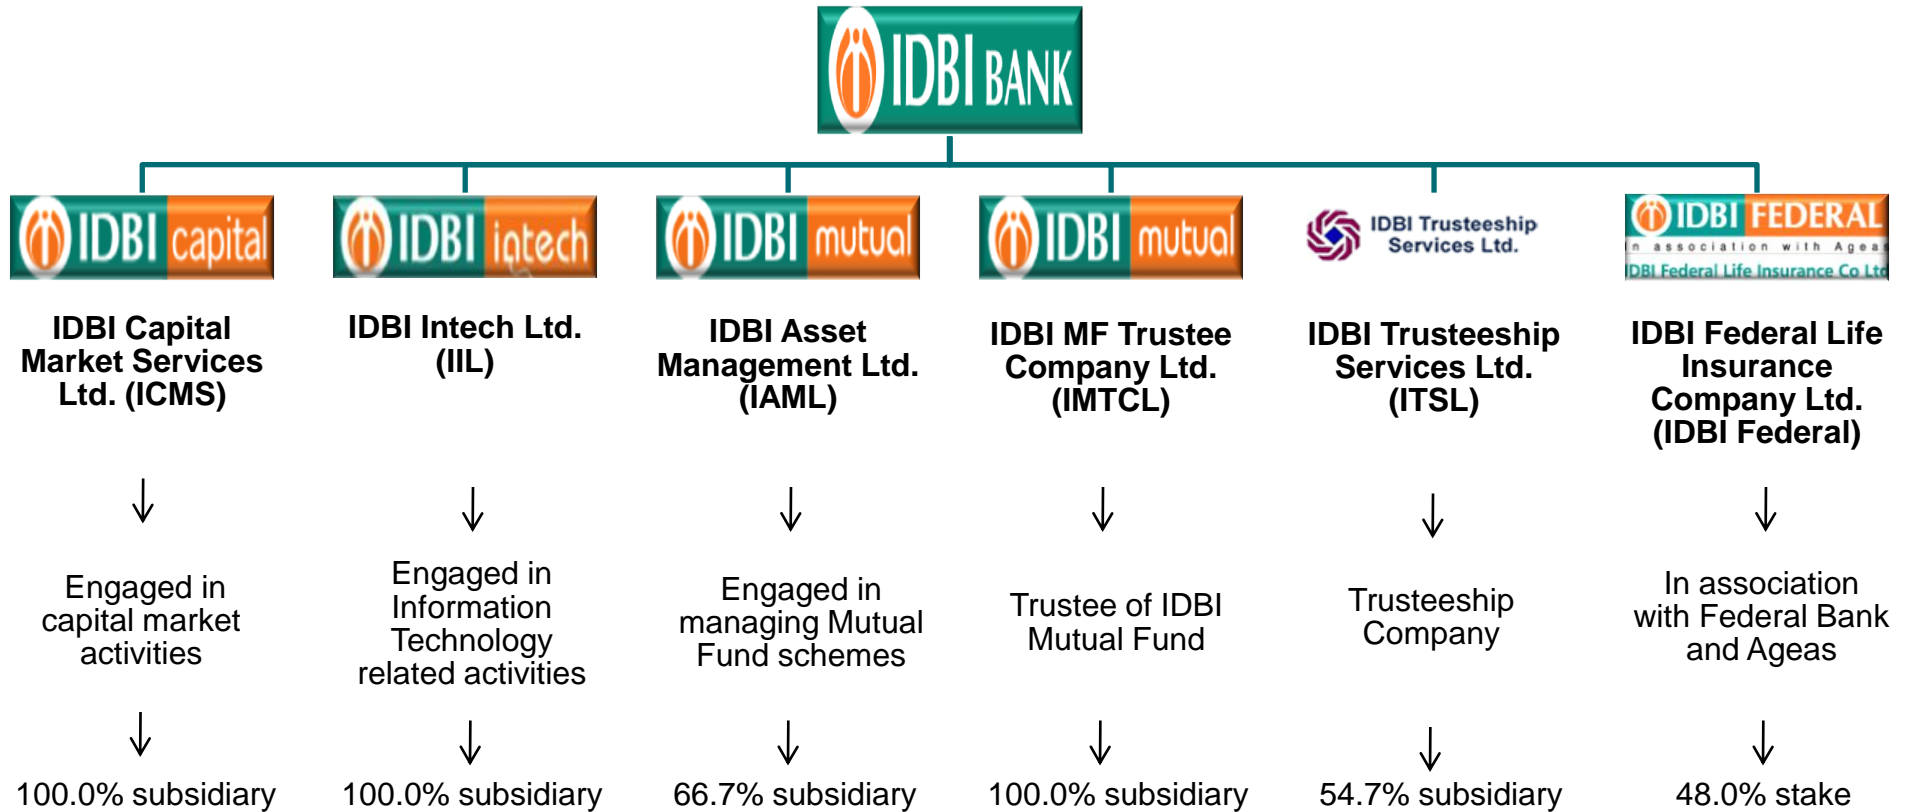 IDBI BANK
IDBI capital
IDBI intech
IDBI mutual
IDBI mutual
IDBI Trusteeship
Services Ltd.
IDBI FEDERAL
In association with Ageas
IDBI Federal Life Insurance Co Ltd
IDBI Capital
Market Services
Ltd. (ICMS)
IDBI Intech Ltd.
(IIL)
IDBI Asset
Management Ltd.
(IAML)
IDBI MF Trustee
Company Ltd.
(IMTCL)
IDBI Trusteeship
Services Ltd.
(ITSL)
IDBI Federal Life
Insurance
Company Ltd.
(IDBI Federal)
Engaged in
capital market
activities
Engaged in
Information
Technology
related activities
Engaged in
managing Mutual
Fund schemes
Trustee of IDBI
Mutual Fund
Trusteeship
Company
In association
with Federal Bank
and Ageas
100.0% subsidiary
100.0% subsidiary
66.7% subsidiary
100.0% subsidiary
54.7% subsidiary
48.0% stake